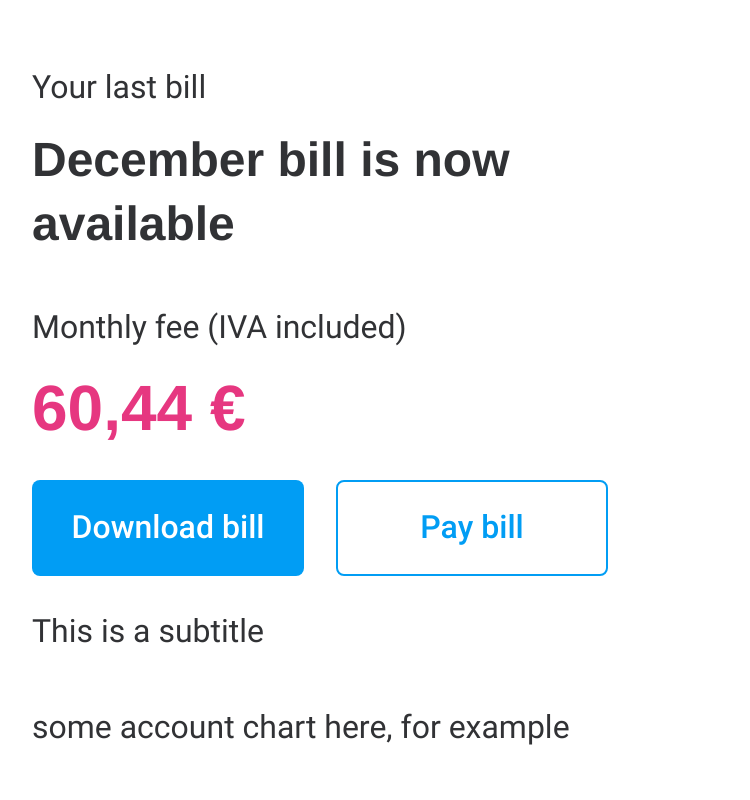 Your last bill
December bill is now
available
Monthly fee (IVA included)
60,44 €
Download bill
Pay bill
This is a subtitle
some account chart here, for example